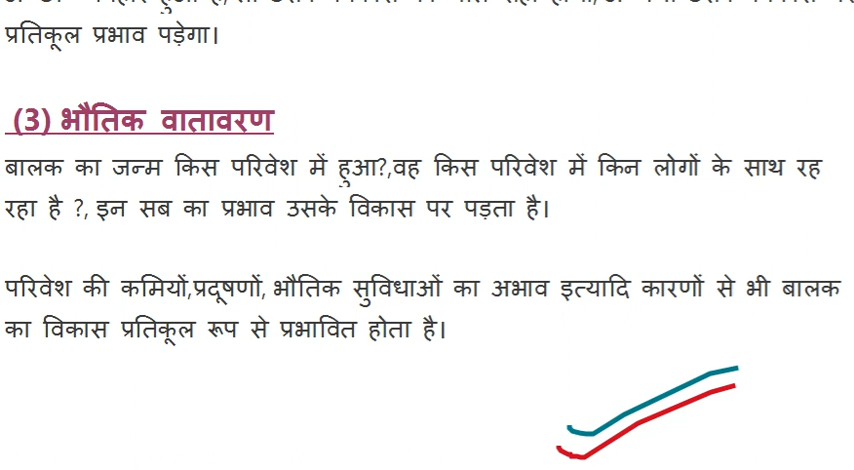 प्रतिकूल प्रभाव पड़ेगा।
(3) भौतिक वातावरण
बालक का जन्म किस परिवेश में हुआ?,वह किस परिवेश में किन लोगों के साथ रह
रहा है ?, इन सब का प्रभाव उसके विकास पर पड़ता है।
परिवेश की कमियों,प्रदूषणों, भौतिक सुविधाओं का अभाव इत्यादि कारणों से भी बालक
का विकास प्रतिकूल रूप से प्रभावित होता है।